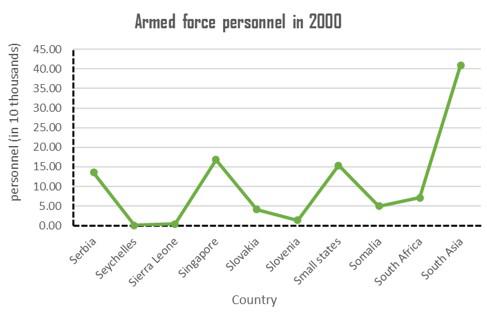 Armed force personnel in 2000
personnel (in 10 thousands)
45.00
40.00
35.00
30.00
25.00
20.00
15.00
10.00
5.00
0.00
Serbia
Seychelles
Sierra Leone
Singapore
Slovakia
Slovenia
Small states
Somalia
South Africa
South Asia
Country